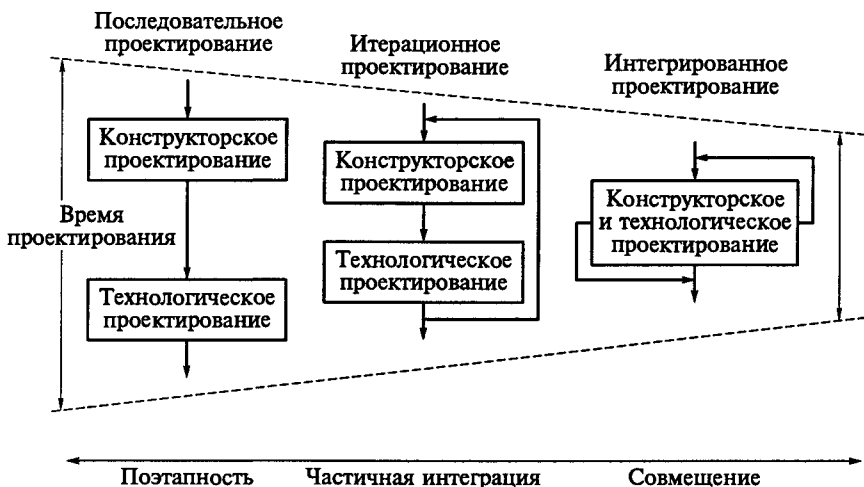 Последовательное
проектирование
Итерационное
проектирование
Интегрированное
проектирование
Конструкторское
проектирование
Конструкторское
проектирование
Конструкторское
и технологическое
проектирование
Время
проектирования
Технологическое
проектирование
Технологическое
проектирование
Поэтапность
Частичная интеграция
Совмещение